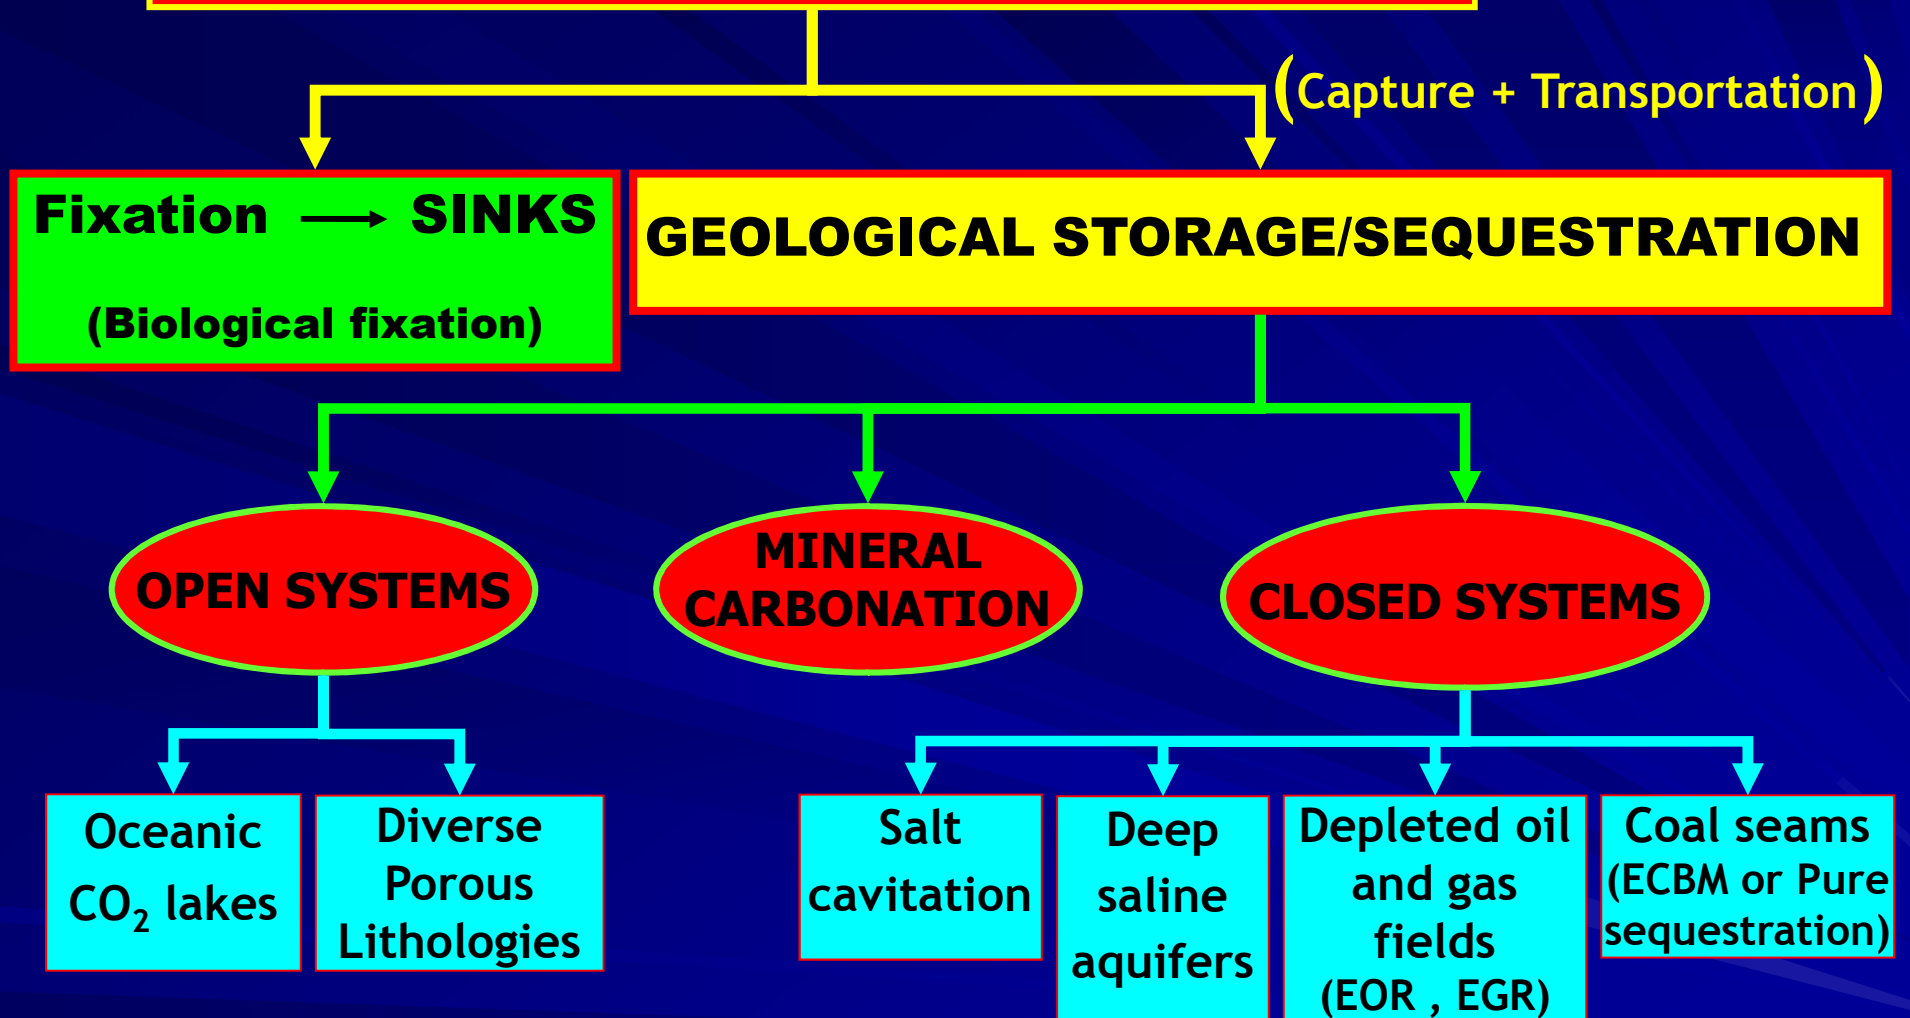 (Capture + Transportation)
Fixation → SINKS
(Biological fixation)
GEOLOGICAL STORAGE/SEQUESTRATION
OPEN SYSTEMS
MINERAL
CARBONATION
CLOSED SYSTEMS
Oceanic
CO₂ lakes
Diverse
Porous
Lithologies
Salt
cavitation
Deep
saline
aquifers
Depleted oil
and gas
fields
(EOR , EGR)
Coal seams
(ECBM or Pure
sequestration)